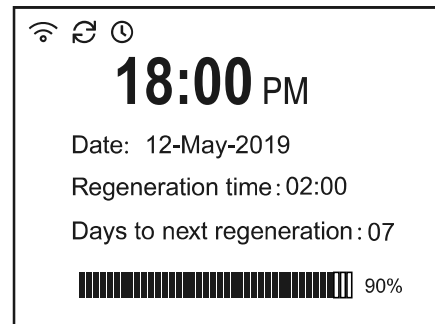 18:00 PM
Date: 12-May-2019
Regeneration time: 02:00
Days to next regeneration: 07
90%